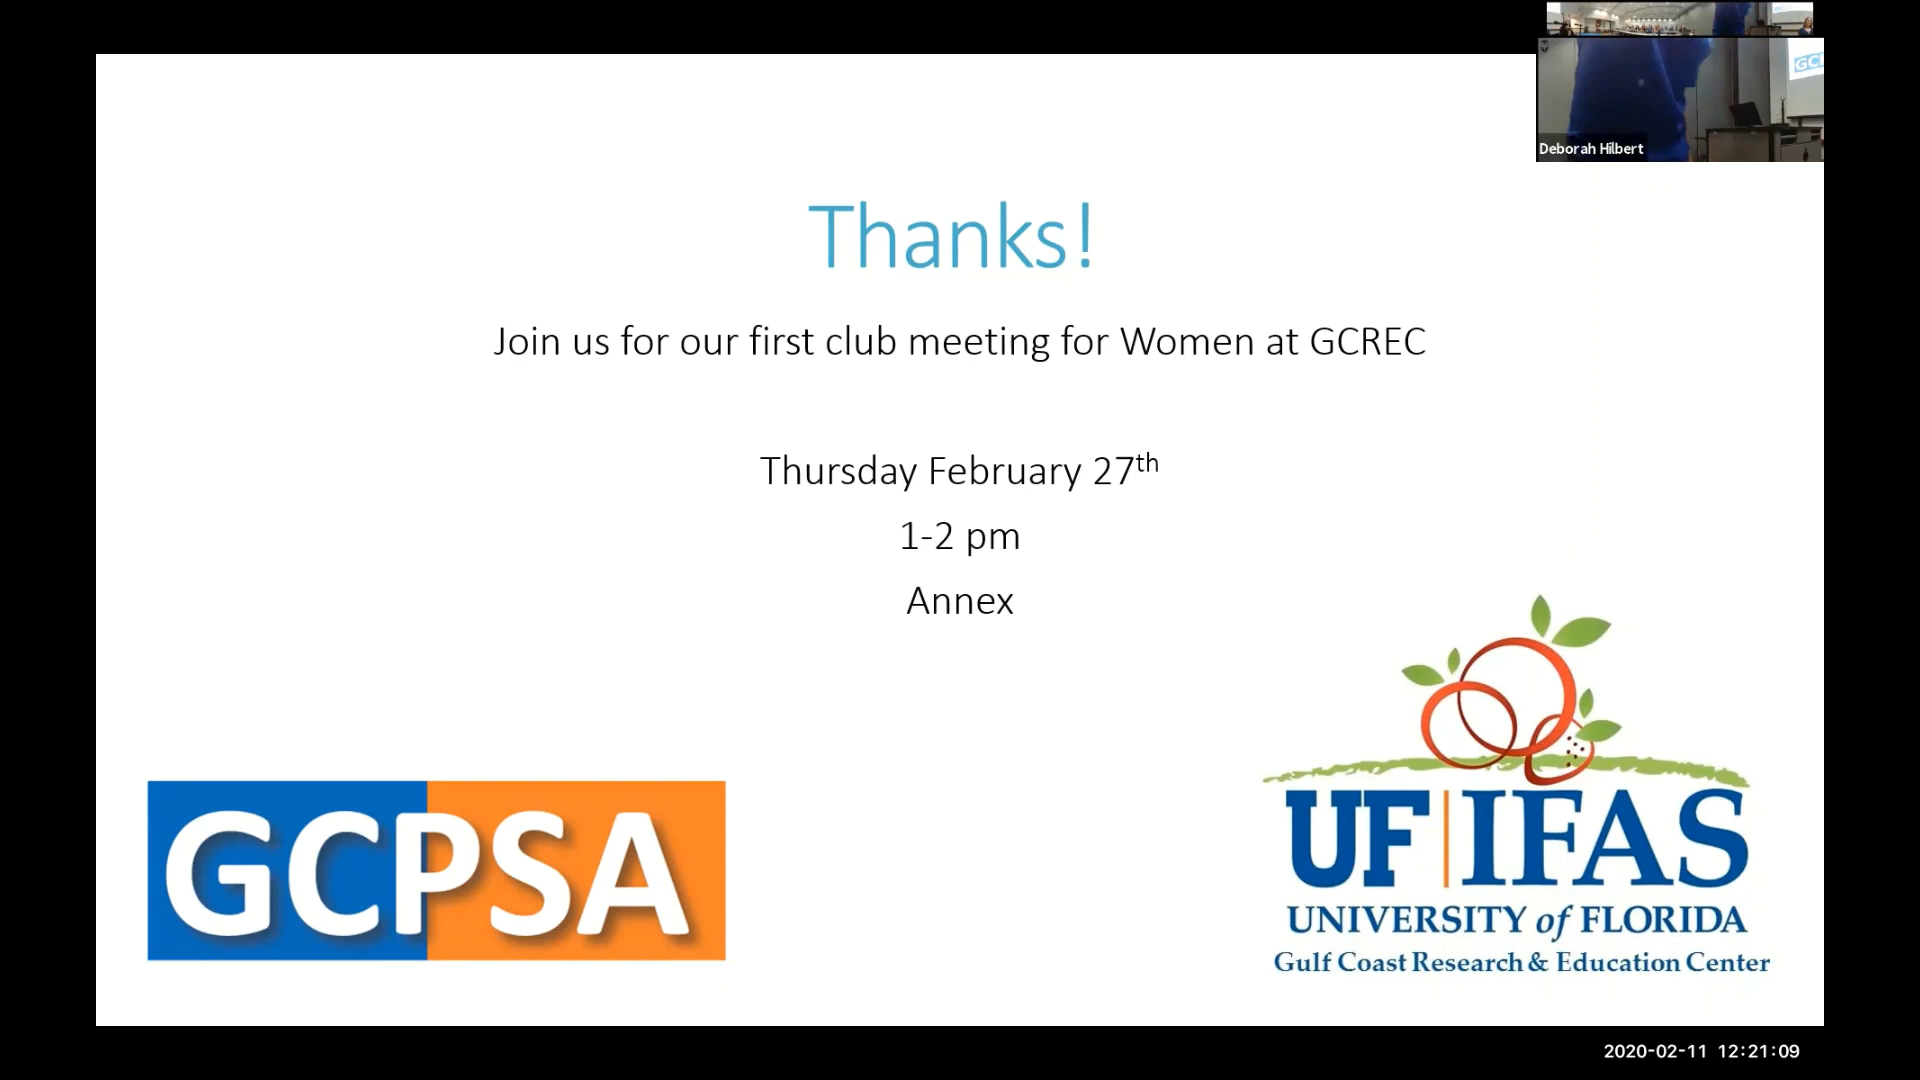 GC
Deborah Hilbert
Thanks!
Join us for our first club meeting for Women at GCREC
Thursday February 27th
1-2 pm
Annex
GCPSA
UF|IFAS
UNIVERSITY of FLORIDA
Gulf Coast Research & Education Center
2020-02-11 12:21:09